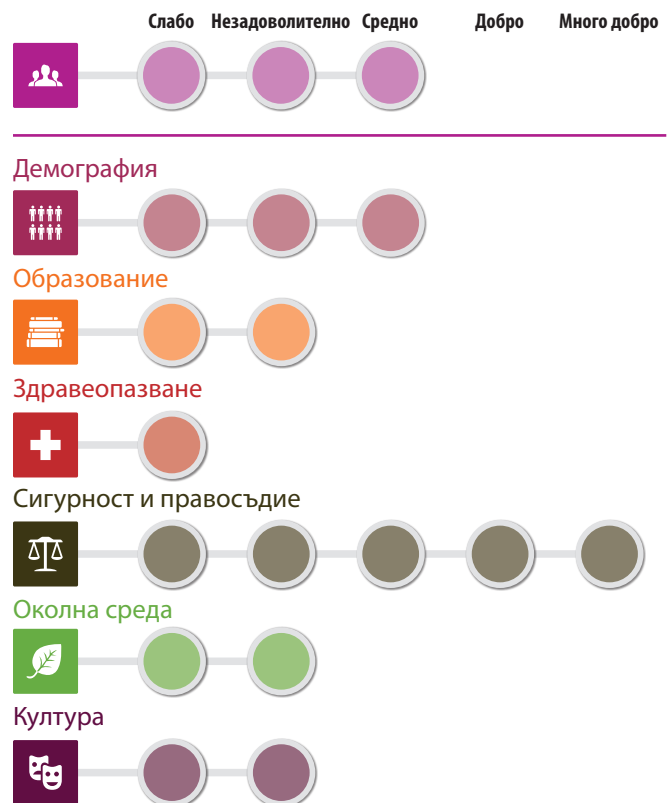 Слабо Незадоволително Средно Добро Много добро
Демография
Образование
Здравеопазване
Сигурност и правосъдие
Околна среда
Култура